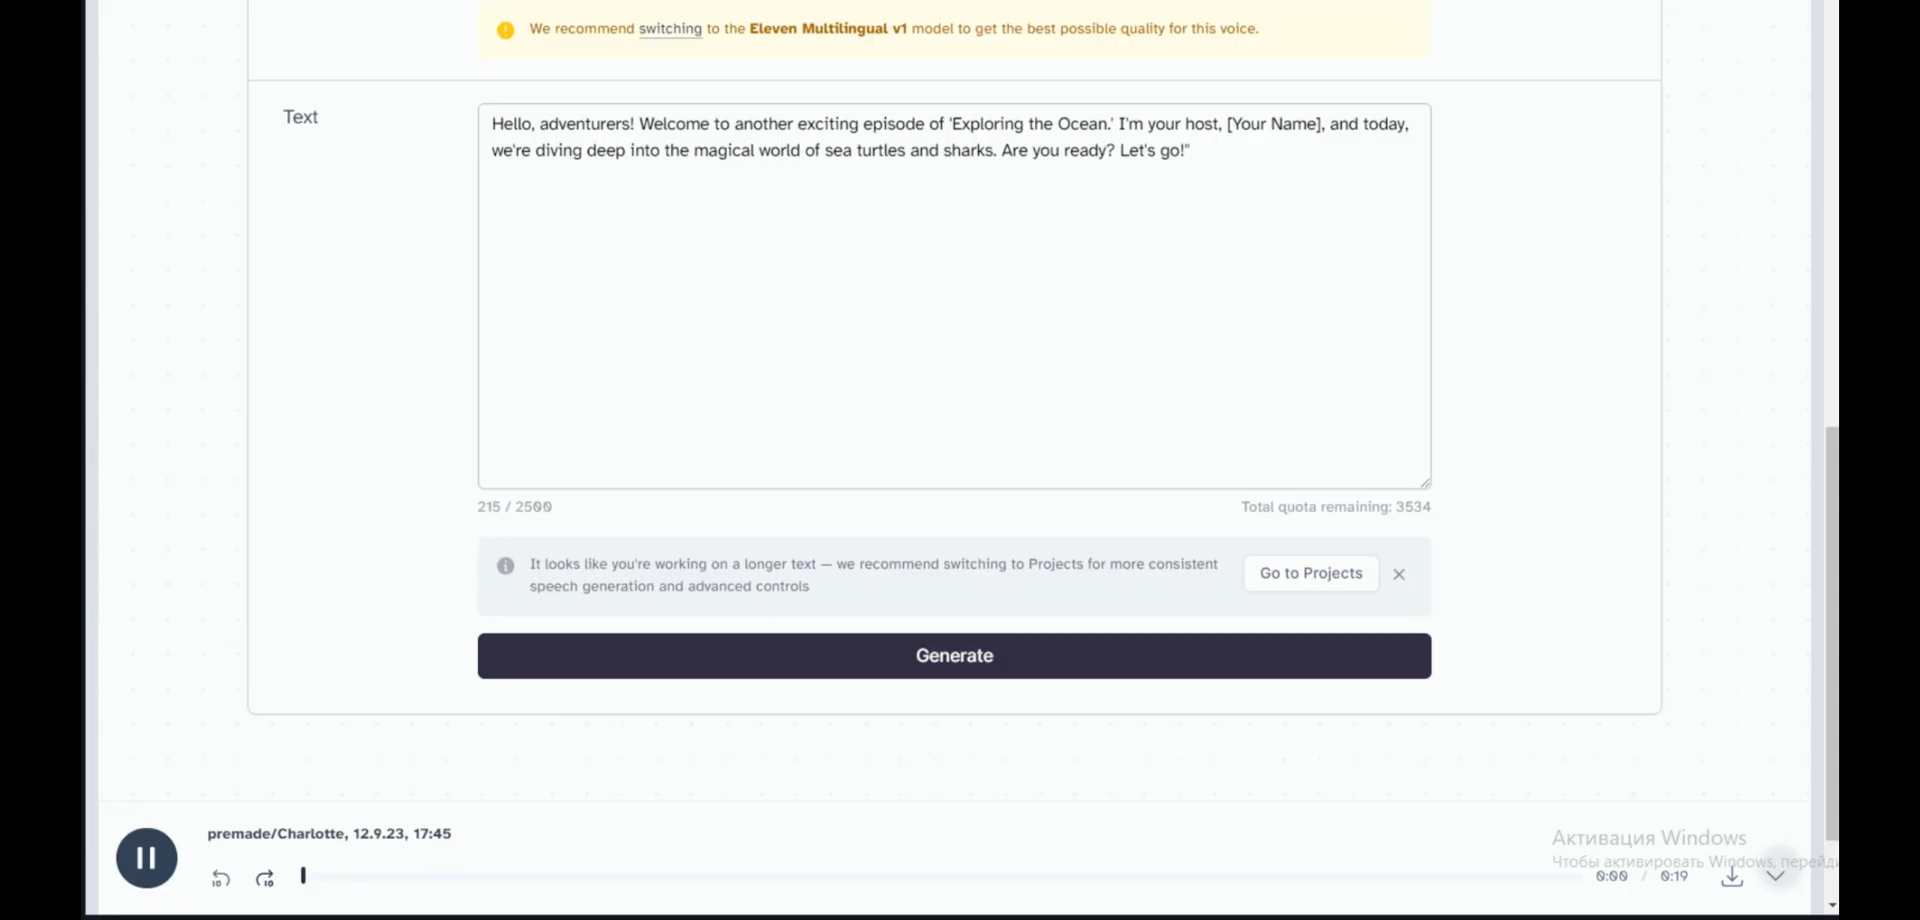 We recommend switching to the Eleven Multilingual v1 model to get the best possible quality for this voice.
Text
Hello, adventurers! Welcome to another exciting episode of 'Exploring the Ocean.' I'm your host, [Your Name], and today,
we're diving deep into the magical world of sea turtles and sharks. Are you ready? Let's go!"
215 / 2500
Total quota remaining: 3534
It looks like you're working on a longer text — we recommend switching to Projects for more consistent
speech generation and advanced controls
Go to Projects
Generate
premade/Charlotte, 12.9.23, 17:45
Активация Windows
Чтобы активировать Windows,
10
10
0:00 / 0:19